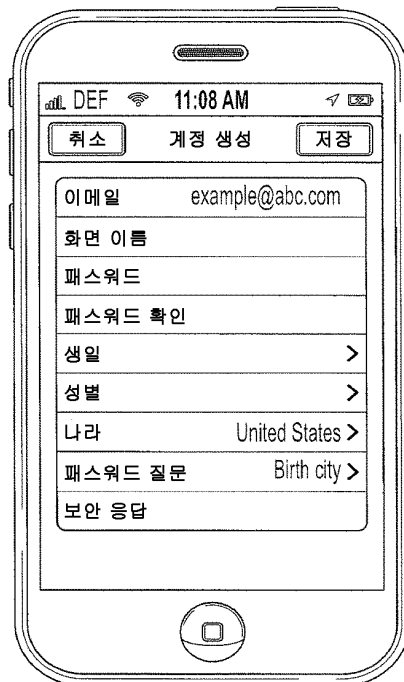 DEF 11:08 AM
취소 계정 생성 저장
이메일 example@abc.com
화면 이름
패스워드
패스워드 확인
생일 >
성별 >
나라 United States >
패스워드 질문 Birth city >
보안 응답